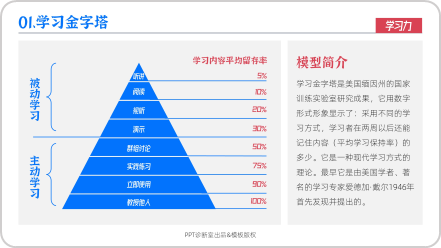 01.学习金字塔
学习力
学习内容平均留存率
被动学习
听讲 5%
阅读 10%
视听 20%
演示 30%
主动学习
群组讨论 50%
实践练习 75%
立即使用 90%
教授他人 100%
模型简介
学习金字塔是美国缅因州的国家
训练实验室研究成果，它用数字
形式形象显示了：采用不同的学
习方式，学习者在两周以后还能
记住内容（平均学习保持率）的
多少。它是一种现代学习方式的
理论。最早它是由美国学者、著
名的学习专家爱德加·戴尔1946年
首先发现并提出的。
PPT诊断室出品&模板版权